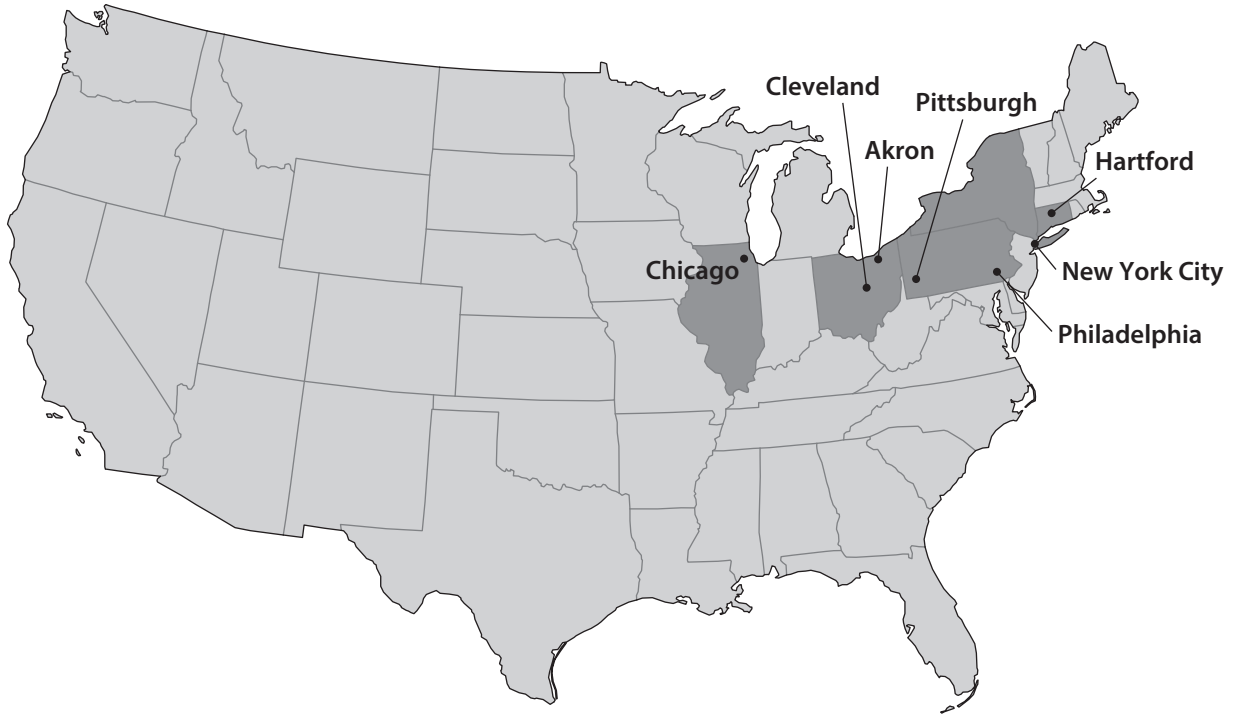 Cleveland
Pittsburgh
Akron
Hartford
Chicago
New York City
Philadelphia